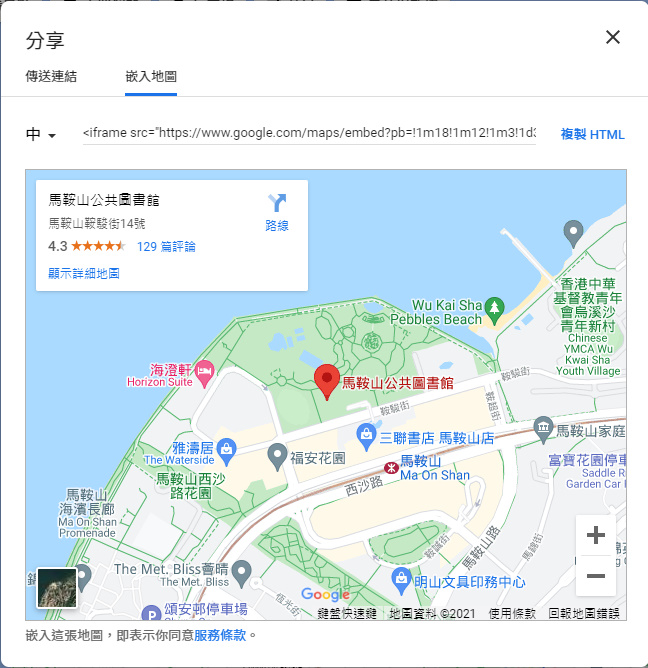 分享
傳送連結
嵌入地圖
中
<iframe src="https://www.google.com/maps/embed?pb=!1m18!1m12!1m3!1d3
複製 HTML
馬鞍山公共圖書館
馬鞍山鞍駿街14號
4.3
129 篇評論
顯示詳細地圖
路線
香港中華
基督教青年
會烏溪沙
青年新村
Chinese
YMCA Wu
Kwai Sha
Youth Village
Wu Kai Sha
Pebbles Beach
海澄軒
Horizon Suite
馬鞍山公共圖書館
鞍駿街
鞍駿街
鞍誠街
三聯書店 馬鞍山店
馬鞍山家庭
雅濤居
The Waterside
福安花園
馬鞍山
Ma On Shan
富寶花園停車
Saddle R
Garden Car
馬鞍山西沙
路花園
西沙路
馬鞍山
海濱長廊
Ma On Shan
Promenade
鞍誠街
馬鞍山路
馬錦街
The Met. Bliss薈晴
The Met. Bliss
恆光街
明山文具印務中心
頌安邨停車場
Google
鍵盤快速鍵
地圖資料 ©2021
使用條款
回報地圖錯誤
嵌入這張地圖，即表示你同意服務條款。